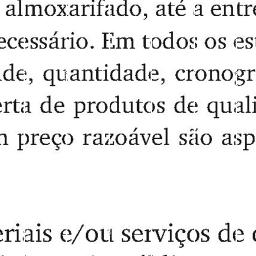 almoxarifado, até a entre
ecessário. Em todos os est
de, quantidade, cronogr
erta de produtos de quali
preço razoável são asp
eriais e/ou serviços de